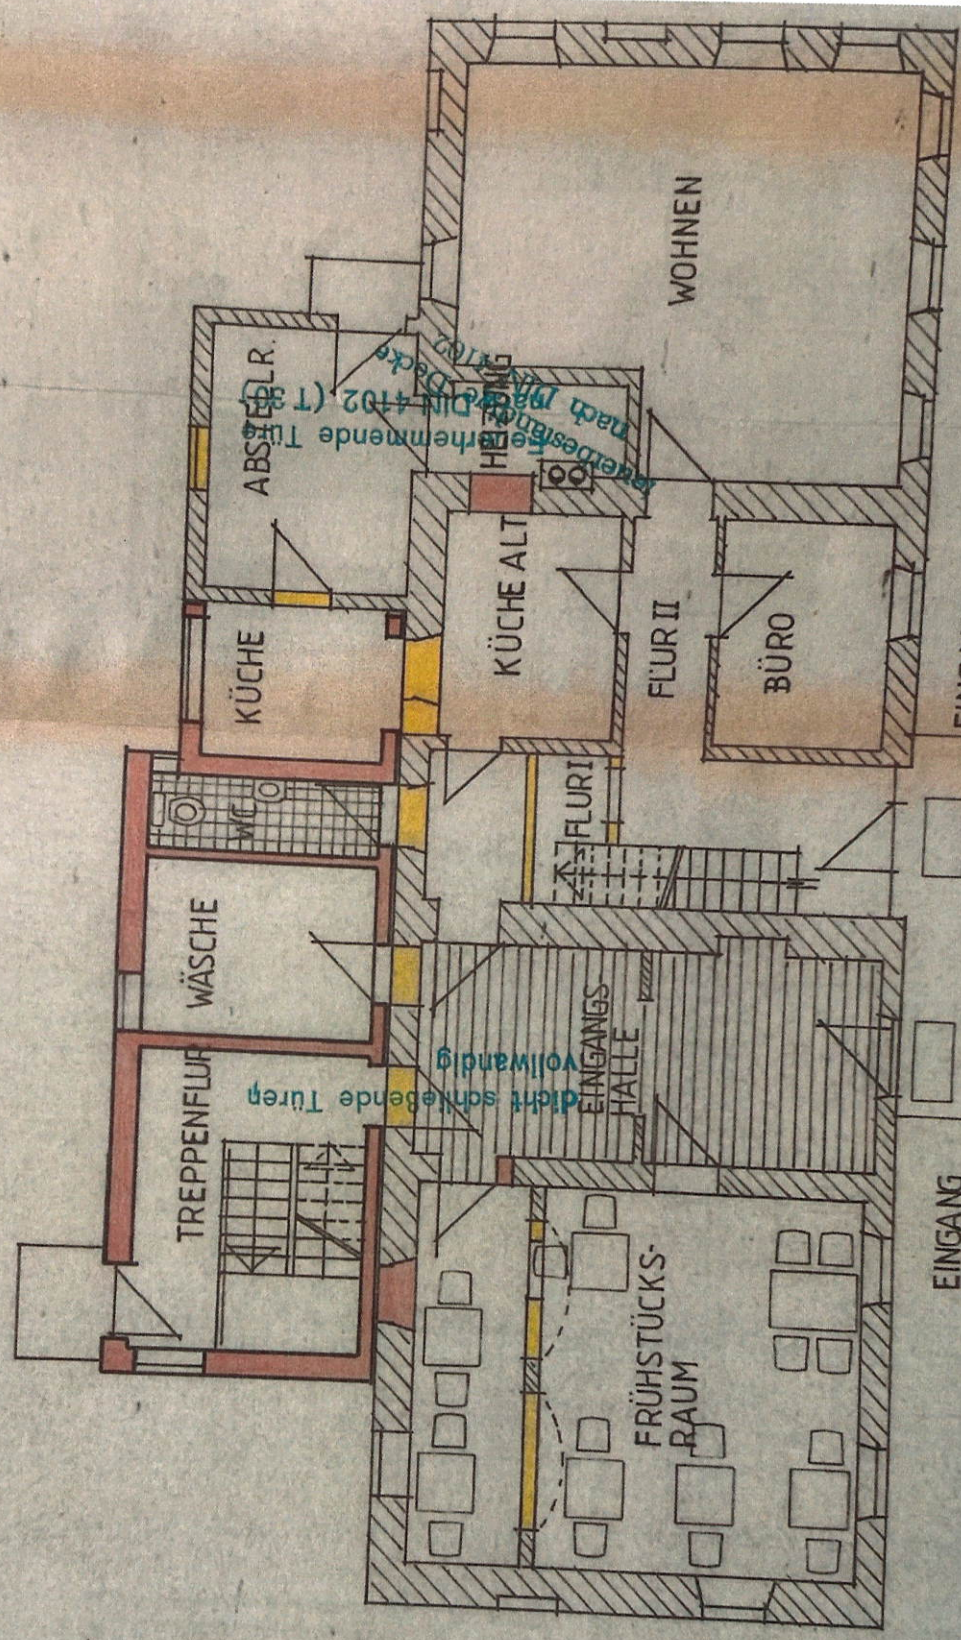 TREPPENFLUR
WÄSCHE
WC
KÜCHE
ABSTELLR.
HEIZUNG
KÜCHE ALT
FLUR I
FLUR II
BÜRO
WOHNEN
EINGANGS-
HALLE
FRÜHSTÜCKS-
RAUM
EINGANG
dicht schließende Türen
vollwandig
Feuerhemmende Türe
nach DIN 4102 (T 30)
Feuerbeständige Decke
nach DIN 4102